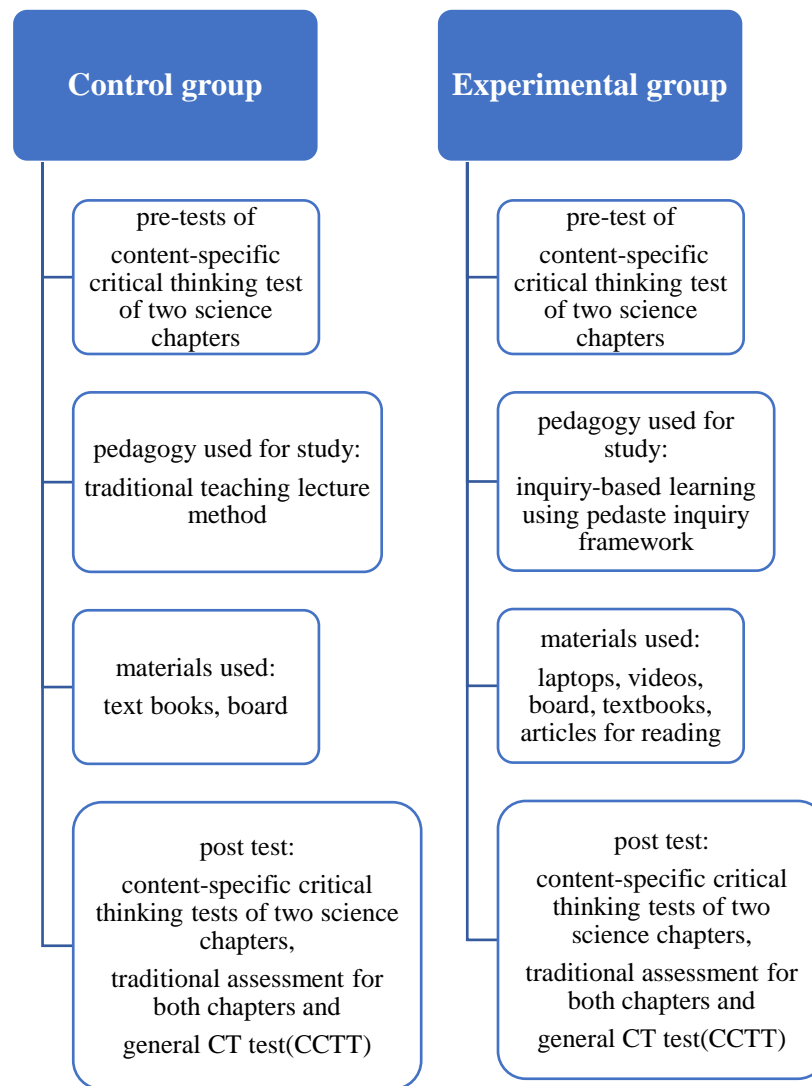 Control group
pre-tests of
content-specific
critical thinking test
of two science
chapters
pedagogy used for study:
traditional teaching lecture
method
materials used:
text books, board
post test:
content-specific critical
thinking tests of two science
chapters,
traditional assessment for
both chapters and
general CT test(CCTT)
Experimental group
pre-test of
content-specific
critical thinking test
of two science
chapters
pedagogy used for
study:
inquiry-based learning
using pedaste inquiry
framework
materials used:
laptops, videos,
board, textbooks,
articles for reading
post test:
content-specific critical
thinking tests of two
science chapters,
traditional assessment for
both chapters and
general CT test(CCTT)